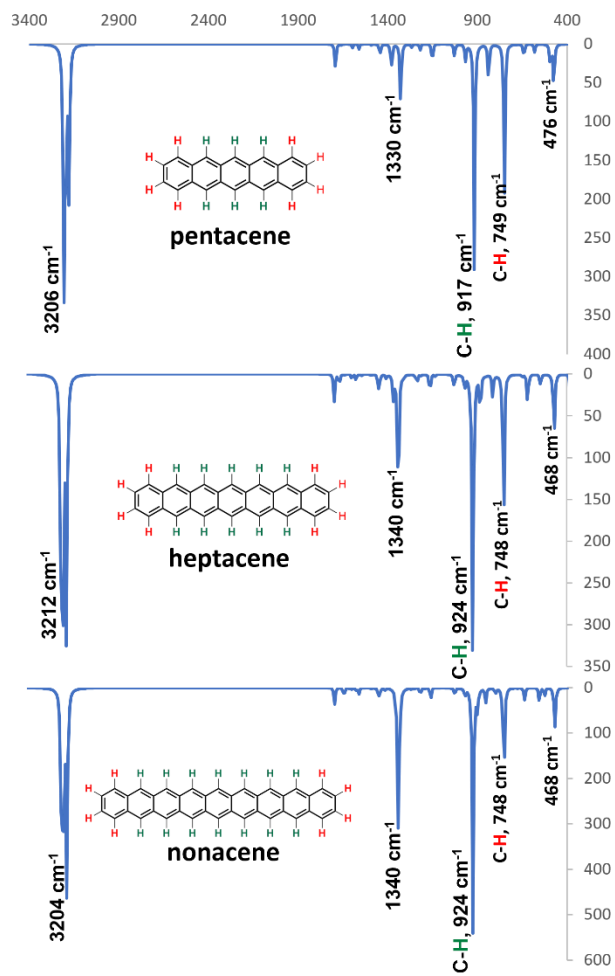 3400 2900 2400 1900 1400 900 400
0
50
100
150
200
250
300
350
400
3206 cm⁻¹
1330 cm⁻¹
C-H, 917 cm⁻¹
C-H, 749 cm⁻¹
476 cm⁻¹
H H H H H
H H
H H
H H H H H
pentacene
0
50
100
150
200
250
300
350
3212 cm⁻¹
1340 cm⁻¹
C-H, 924 cm⁻¹
C-H, 748 cm⁻¹
468 cm⁻¹
H H H H H H H
H H
H H
H H H H H H H
heptacene
0
100
200
300
400
500
600
3204 cm⁻¹
1340 cm⁻¹
C-H, 924 cm⁻¹
C-H, 748 cm⁻¹
468 cm⁻¹
H H H H H H H H H
H H
H H
H H H H H H H H H
nonacene